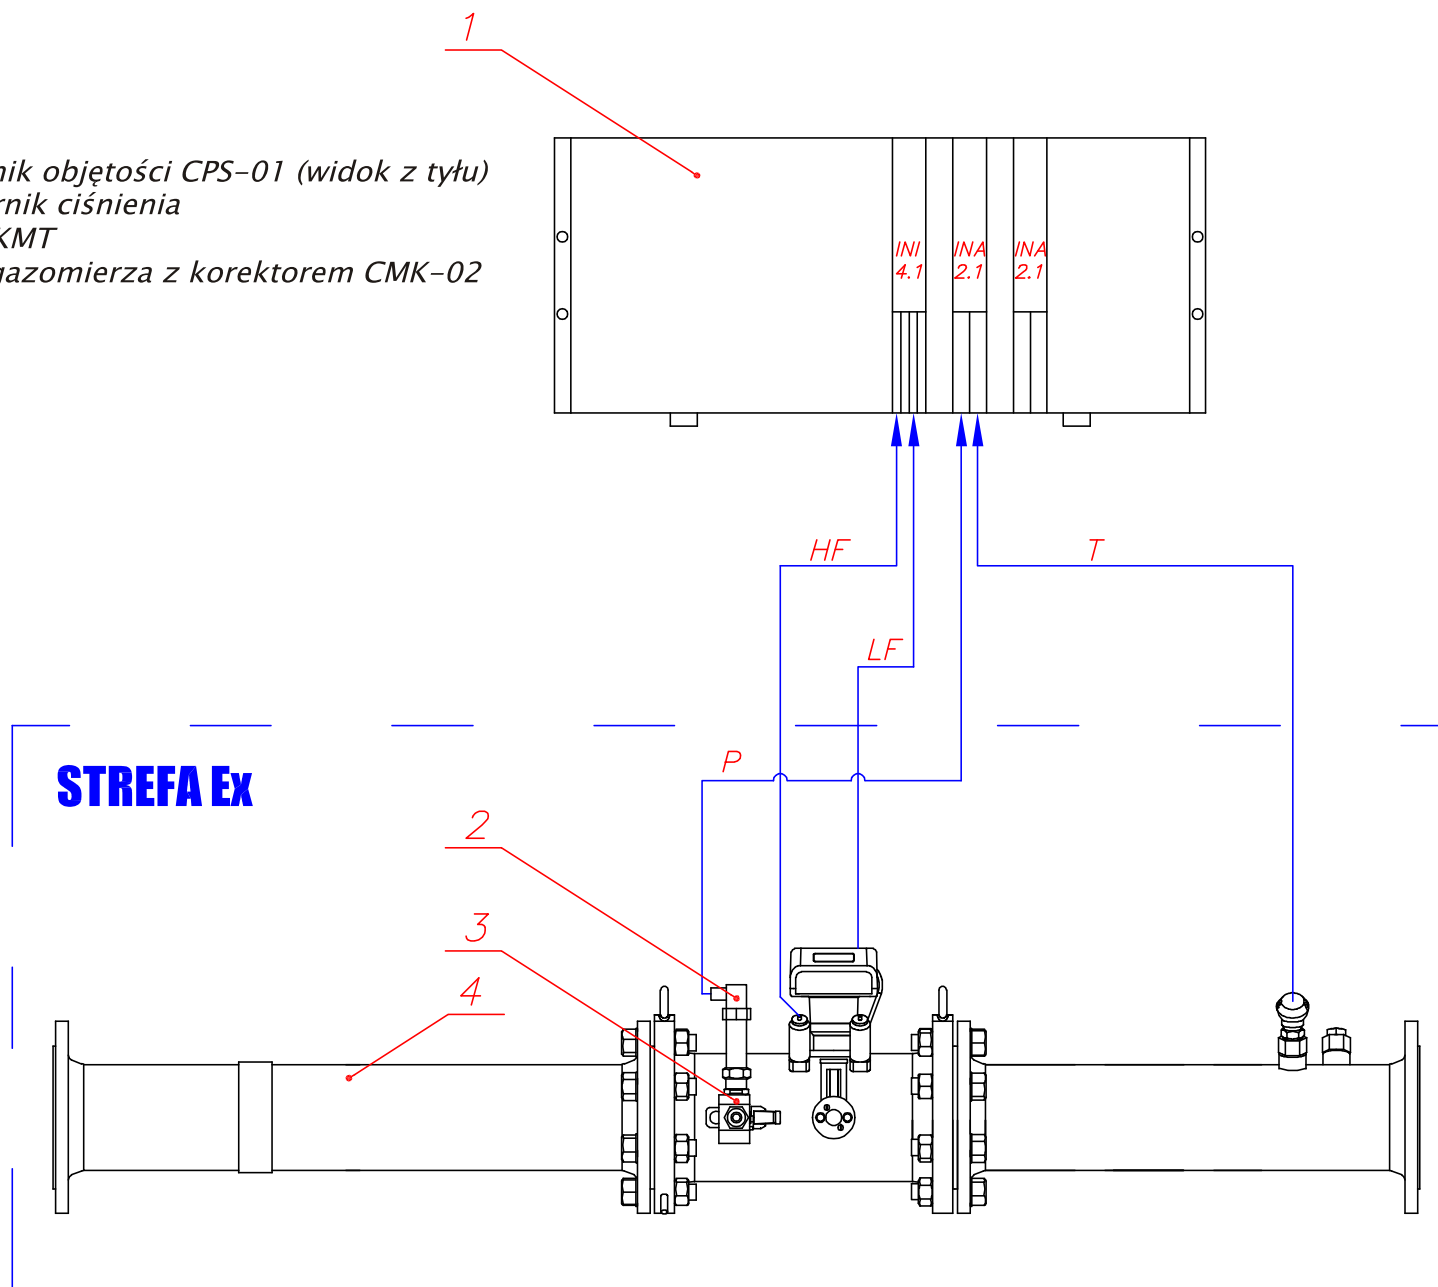 1
nik objętości CPS-01 (widok z tyłu)
rnik ciśnienia
KMT
gazomierza z korektorem CMK-02
INI
4.1
INA
2.1
INA
2.1
HF
T
LF
P
STREFA Ex
2
3
4